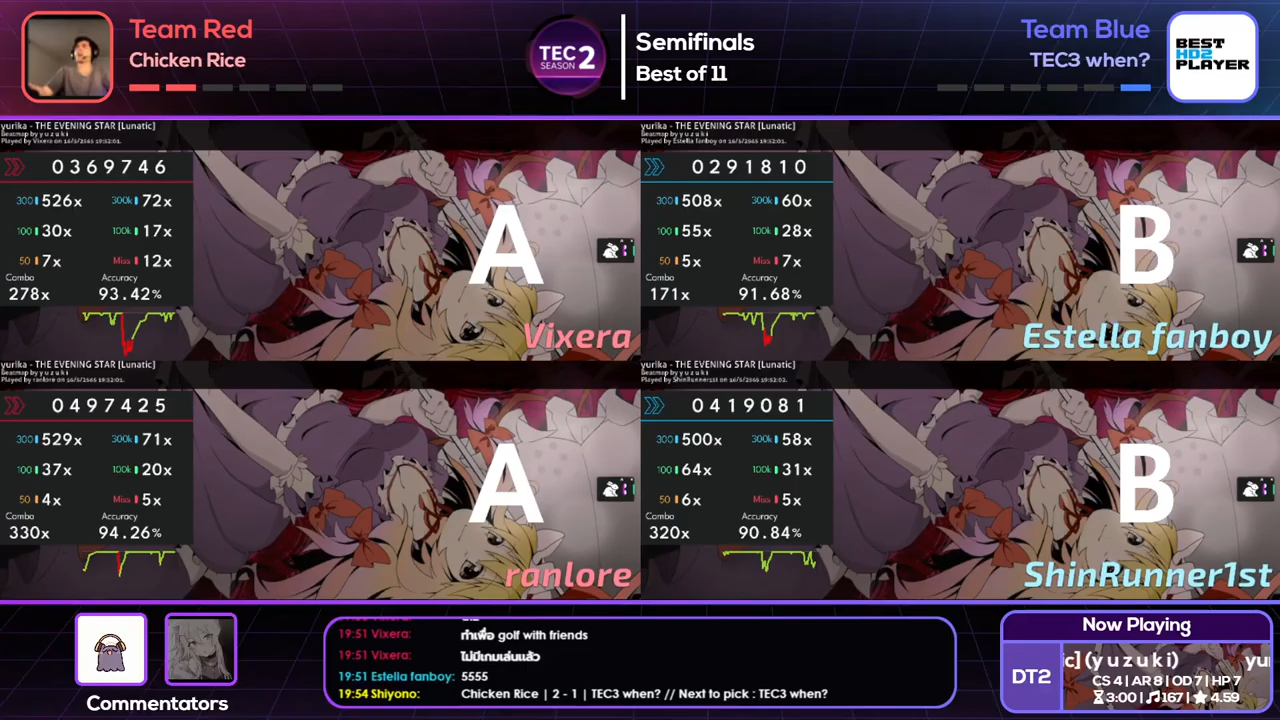 Team Red
Chicken Rice
TEC 2
SEASON
Semifinals
Best of 11
Team Blue
TEC3 when?
BEST
HD2
PLAYER
yurika - THE EVENING STAR [Lunatic]
Beatmap by y u z u k i
Played by Vixera on 16/5/2565 19:52:01.
0369746
300 526x 300k 72x
100 30x 100k 17x
50 7x Miss 12x
Combo Accuracy
278x 93.42%
A
Vixera
yurika - THE EVENING STAR [Lunatic]
Beatmap by y u z u k i
Played by Estella fanboy on 16/5/2565 19:52:01.
0291810
300 508x 300k 60x
100 55x 100k 28x
50 5x Miss 7x
Combo Accuracy
171x 91.68%
B
Estella fanboy
yurika - THE EVENING STAR [Lunatic]
Beatmap by y u z u k i
Played by ranlore on 16/5/2565 19:52:01.
0497425
300 529x 300k 71x
100 37x 100k 20x
50 4x Miss 5x
Combo Accuracy
330x 94.26%
A
ranlore
yurika - THE EVENING STAR [Lunatic]
Beatmap by y u z u k i
Played by ShinRunner1st on 16/5/2565 19:52:02.
0419081
300 500x 300k 58x
100 64x 100k 31x
50 6x Miss 5x
Combo Accuracy
320x 90.84%
B
ShinRunner1st
Commentators
19:51 Vixera: ทำเพื่อ golf with friends
19:51 Vixera: ไม่มีเกมเล่นแล้ว
19:51 Estella fanboy: 5555
19:54 Shiyono: Chicken Rice | 2 - 1 | TEC3 when? // Next to pick : TEC3 when?
Now Playing
DT2
c] (y u z u k i) yu
CS 4 | AR 8 | OD 7 | HP 7
3:00 | 167 | 4.59